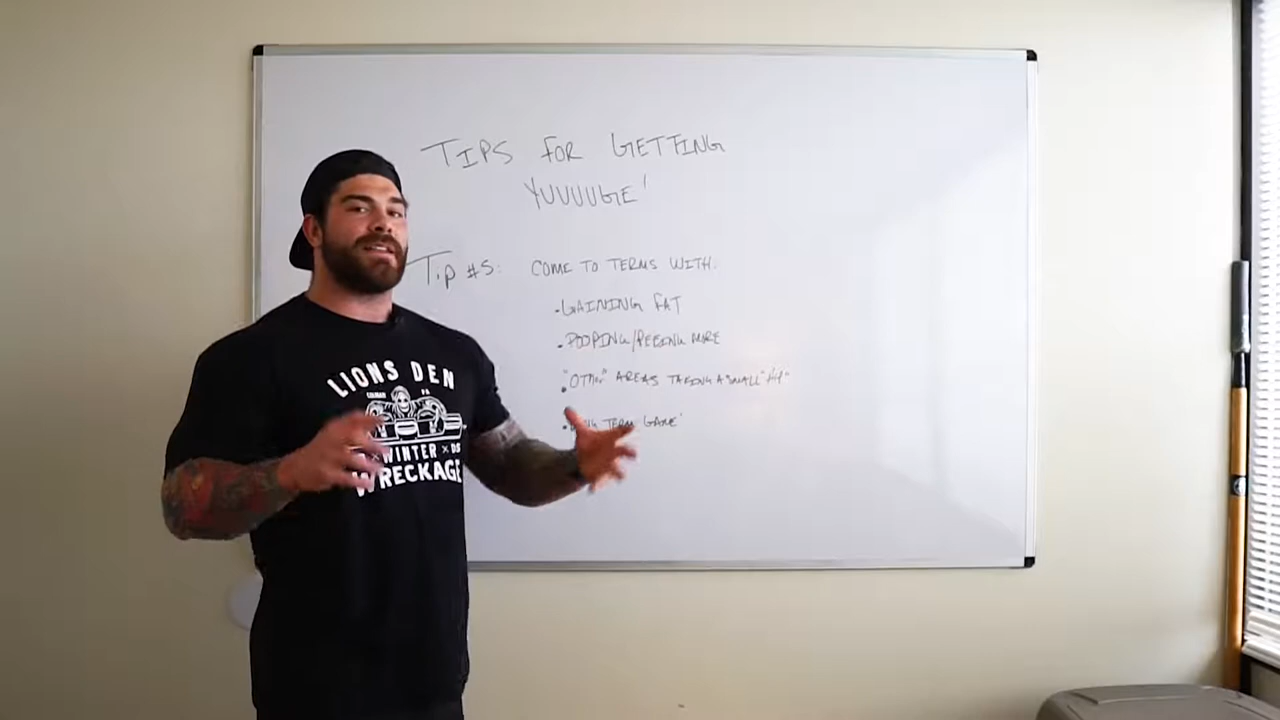 TIPS FOR GETTING
YUUUUGE!
Tip #5: COME TO TERMS WITH:
• GAINING FAT
• POOPING/PEEING MORE
• "OTHER" AREAS TAKING A SMALL "HIT"
• TERM GAME
LIONS DEN
WINTER × DS
WRECKAGE